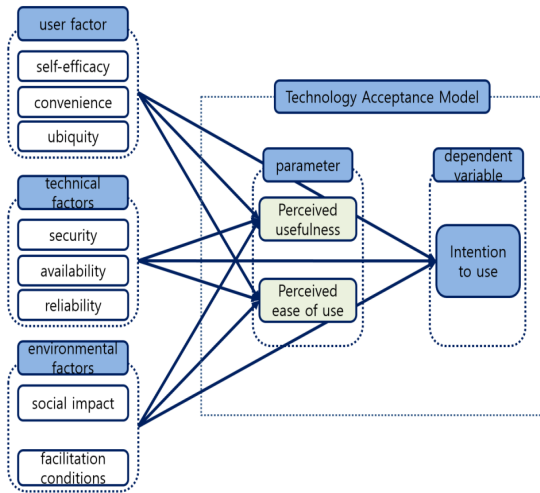 user factor
self-efficacy
convenience
ubiquity
technical
factors
security
availability
reliability
environmental
factors
social impact
facilitation
conditions
Technology Acceptance Model
parameter
Perceived
usefulness
Perceived
ease of use
dependent
variable
Intention
to use